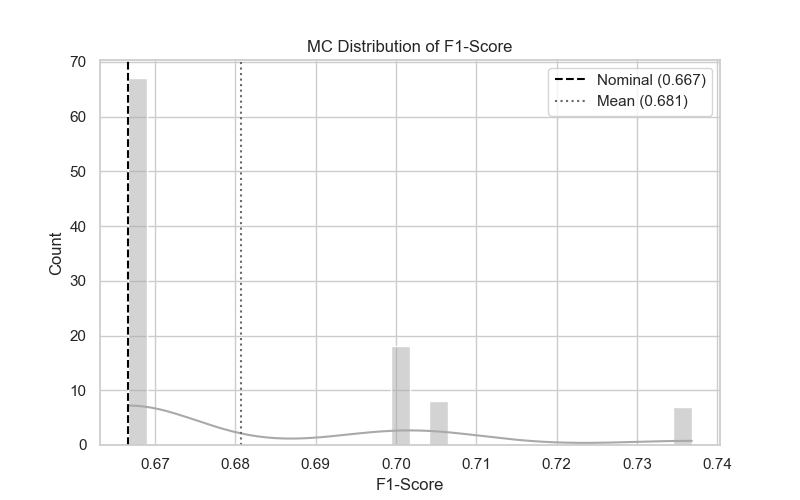 MC Distribution of F1-Score
Nominal (0.667)
Mean (0.681)
70
60
50
40
30
20
10
0
Count
0.67 0.68 0.69 0.70 0.71 0.72 0.73 0.74
F1-Score